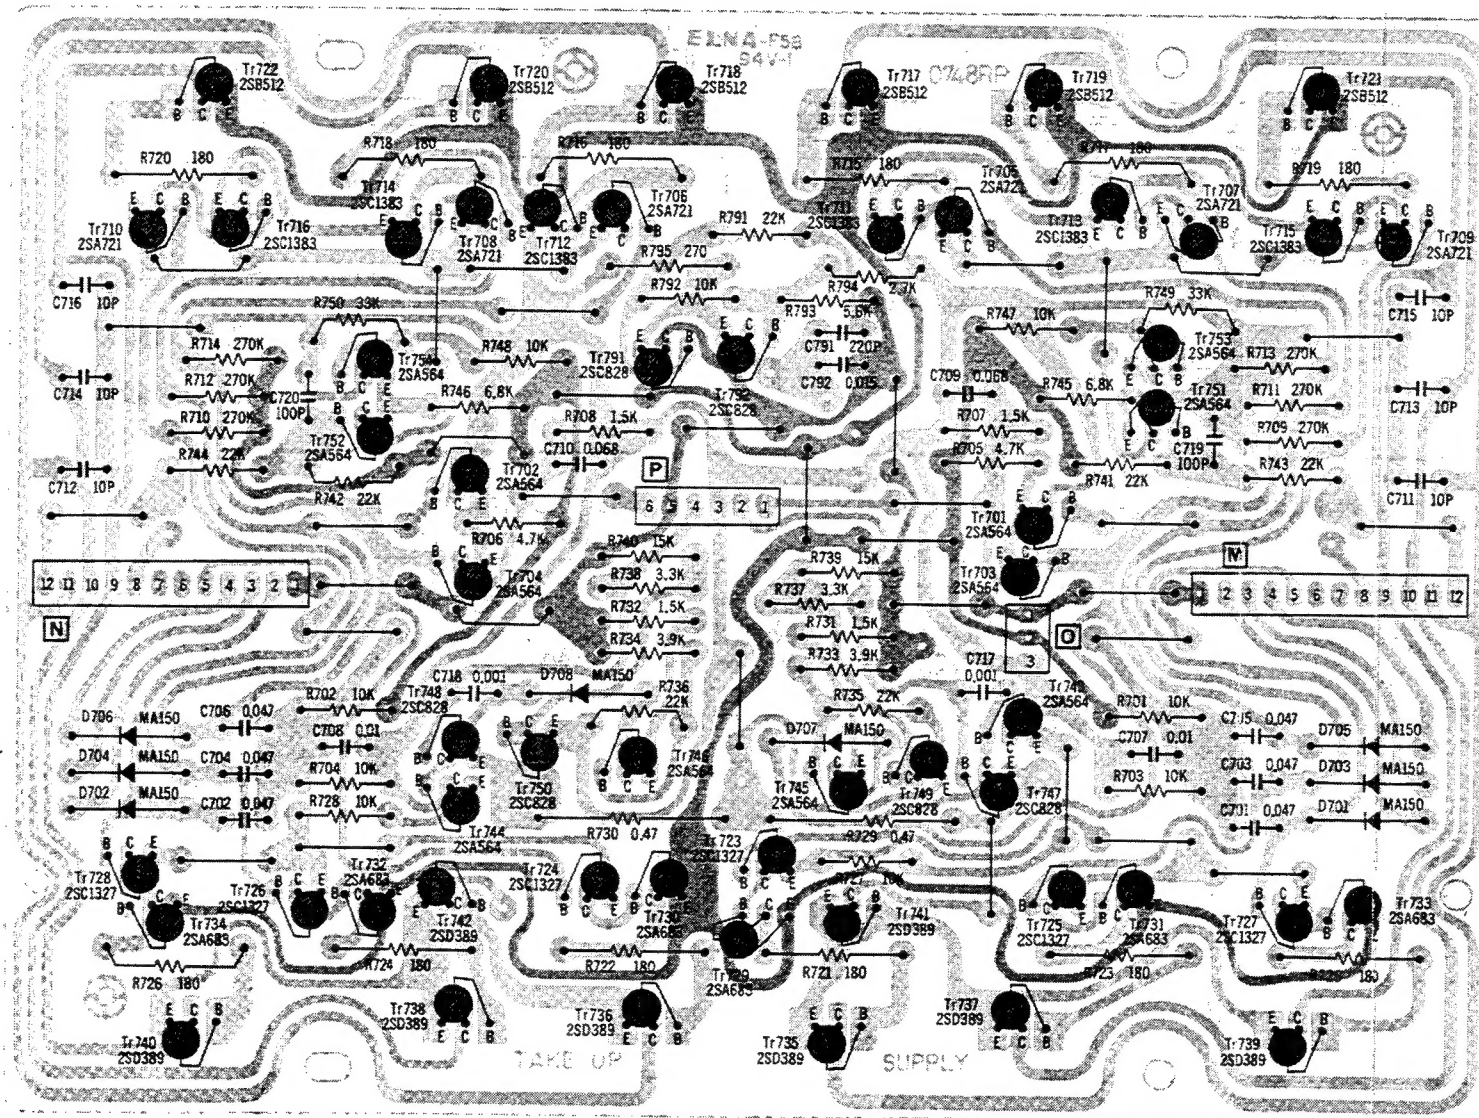 ELNA-F5B
94V-1
0748RP
Tr722
2SB512
B C E
Tr720
2SB512
B C E
Tr718
2SB512
B C E
Tr717
2SB512
B C E
Tr719
2SB512
B C E
Tr721
2SB512
B C E
R720 180
R718 180
R716 180
R715 180
R717 180
R719 180
Tr710
2SA721
E C B
Tr716
2SC1383
E C B
Tr714
2SC1383
E C B
Tr708
2SA721
E C B
Tr712
2SC1383
E C B
Tr706
2SA721
E C B
Tr711
2SC1383
E C B
Tr705
2SA721
E C B
Tr713
2SC1383
E C B
Tr707
2SA721
E C B
Tr715
2SC1383
E C B
Tr709
2SA721
E C B
R791 22K
R795 270
R792 10K
R794 2.7K
R793 5.6K
C791 220P
C792 0.015
C716 10P
C714 10P
C712 10P
C715 10P
C713 10P
C711 10P
R750 33K
R714 270K
R712 270K
R710 270K
R744 22K
C720
100P
Tr754
2SA564
B C E
Tr752
2SA564
B C E
R742 22K
R748 10K
R746 6.8K
R708 1.5K
C710 0.068
Tr791
2SC828
E C B
Tr792
2SC828
E C B
C709 0.068
R707 1.5K
R705 4.7K
R747 10K
R745 6.8K
R749 33K
Tr753
2SA564
E C B
Tr751
2SA564
E C B
R713 270K
R711 270K
R709 270K
R743 22K
C719
100P
R741 22K
Tr702
2SA564
B C E
R706 4.7K
Tr704
2SA564
B C E
P
6 5 4 3 2 1
Tr701
2SA564
E C B
Tr703
2SA564
E C B
12 11 10 9 8 7 6 5 4 3 2 1
N
M
1 2 3 4 5 6 7 8 9 10 11 12
1
2
3
O
R740 15K
R738 3.3K
R732 1.5K
R734 3.9K
R739 15K
R737 3.3K
R731 1.5K
R733 3.9K
R735 22K
R736
22K
C718 0.001
D708 MA150
C717
0.001
D707 MA150
R702 10K
C708 0.01
R704 10K
R728 10K
D706 MA150
D704 MA150
D702 MA150
C706 0.047
C704 0.047
C702 0.047
Tr748
2SC828
B C E
Tr750
2SC828
B C E
Tr744
2SA564
B C E
Tr746
2SA564
B C E
Tr745
2SA564
B C E
Tr749
2SC828
B C E
Tr747
2SC828
B C E
Tr743
2SA564
B C E
R701 10K
C707 0.01
R703 10K
C705 0.047
C703 0.047
C701 0.047
D705 MA150
D703 MA150
D701 MA150
R730 0.47
R729 0.47
R727 10K
Tr728
2SC1327
B C E
Tr734
2SA683
B C E
Tr726
2SC1327
B C E
Tr732
2SA683
B C E
Tr742
2SD389
E C B
Tr724
2SC1327
B C E
Tr730
2SA683
B C E
Tr723
2SC1327
B C E
Tr729
2SA683
B C E
Tr741
2SD389
E C B
Tr725
2SC1327
B C E
Tr731
2SA683
B C E
Tr727
2SC1327
B C E
Tr733
2SA683
B C E
R726 180
R724 180
R722 180
R721 180
R723 180
R725 180
Tr740
2SD389
E C B
Tr738
2SD389
E C B
Tr736
2SD389
E C B
Tr735
2SD389
E C B
Tr737
2SD389
E C B
Tr739
2SD389
E C B
TAKE UP
SUPPLY